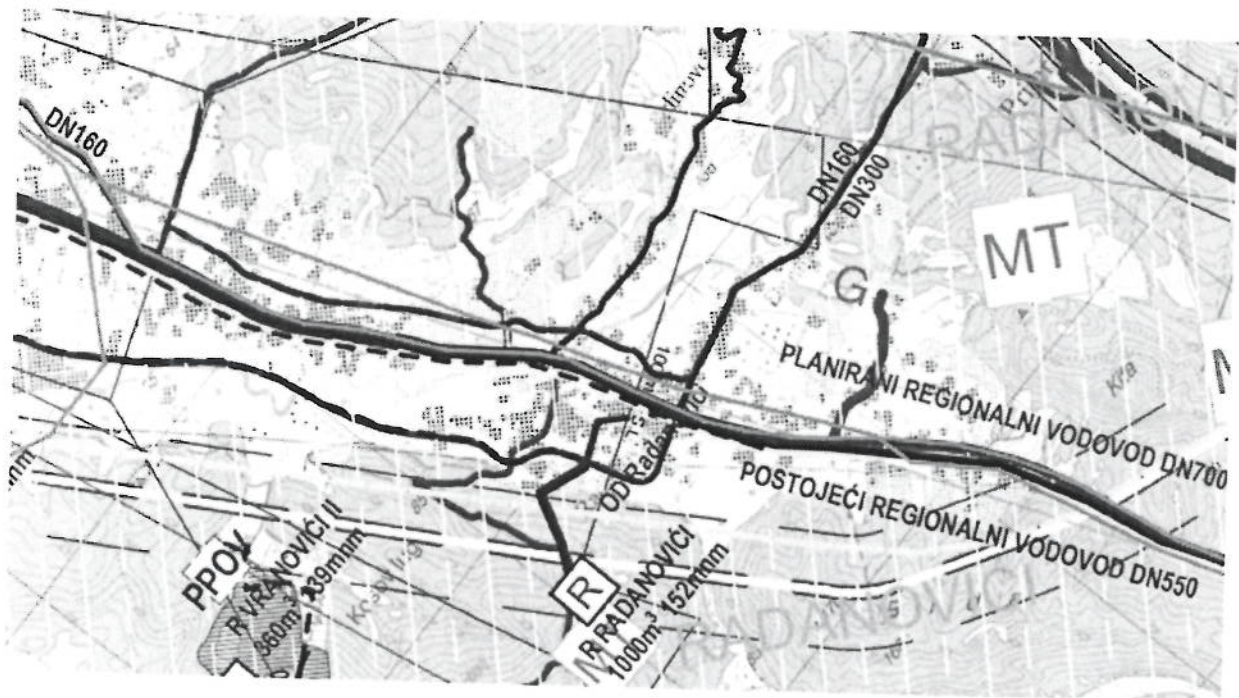 DN160
DN160
DN300
MT
G
PLANIRANI REGIONALNI VODOVOD DN700
POSTOJEĆI REGIONALNI VODOVOD DN550
PPOV
R VRANOVIĆI II
360m³ 339mnm
R
R RADANOVIĆI
1000m³ 152mnm
RADANOVIĆI